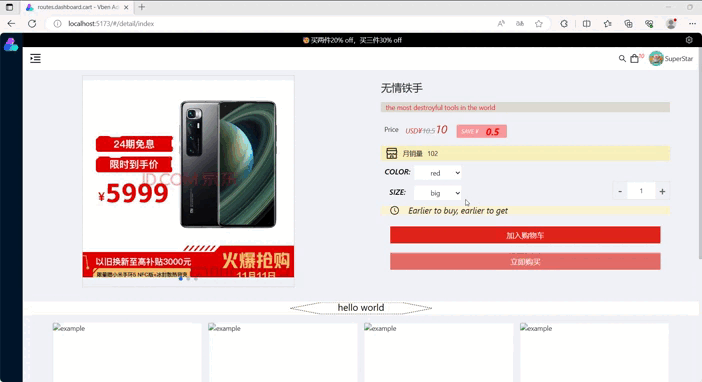 routes.dashboard.cart - Vben Ad
localhost:5173/#/detail/index
买两件20% off，买三件30% off
SuperStar
无情铁手
the most destroyful tools in the world
Price USD¥10.5 10 SAVE ¥ 0.5
月销量 102
COLOR: red
SIZE: big
- 1 +
Earlier to buy, earlier to get
加入购物车
立即购买
24期免息
限时到手价
JD.COM 京东
¥5999
以旧换新至高补贴3000元
火爆抢购
11月11日
hello world
example
example
example
example